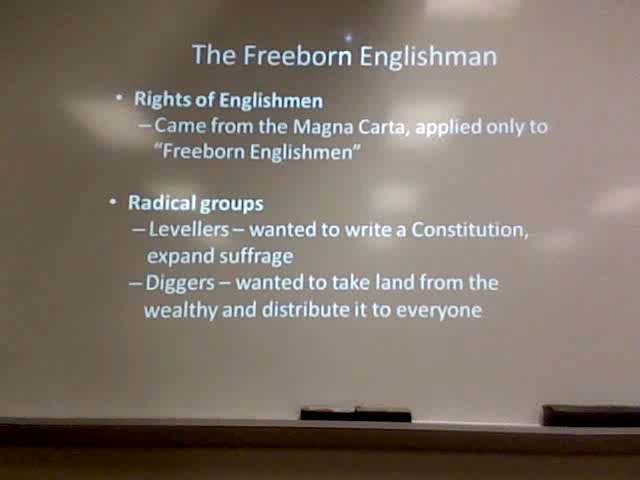 The Freeborn Englishman
• Rights of Englishmen
– Came from the Magna Carta, applied only to
“Freeborn Englishmen”
• Radical groups
– Levellers – wanted to write a Constitution,
expand suffrage
– Diggers – wanted to take land from the
wealthy and distribute it to everyone